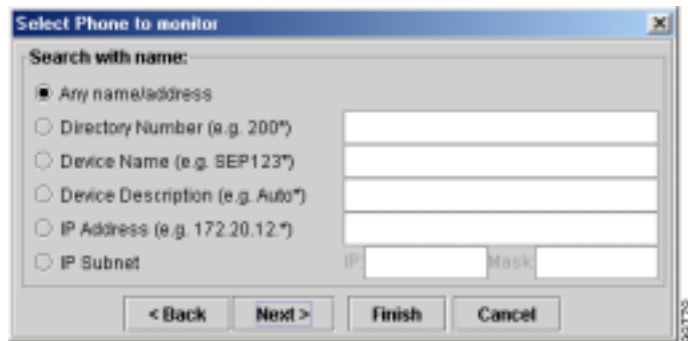 Select Phone to monitor
Search with name:
Any name/address
Directory Number (e.g. 200*)
Device Name (e.g. SEP123*)
Device Description (e.g. Auto*)
IP Address (e.g. 172.20.12.*)
IP Subnet IP: Mask:
< Back Next > Finish Cancel